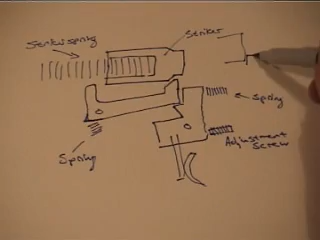 Striker spring
Striker
Spring
Spring
Adjustment
Screw